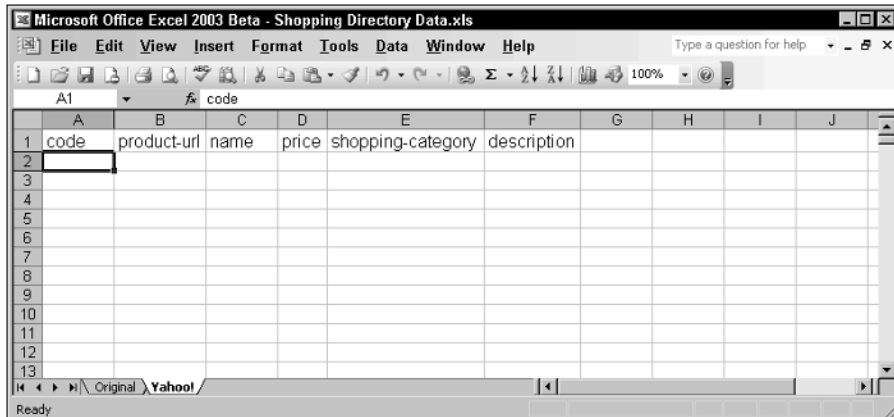 Microsoft Office Excel 2003 Beta - Shopping Directory Data.xls
File Edit View Insert Format Tools Data Window Help Type a question for help
Σ 100%
A1 fx code
A B C D E F G H I J
1 code product-url name price shopping-category description
2
3
4
5
6
7
8
9
10
11
12
13
Original Yahoo!
Ready